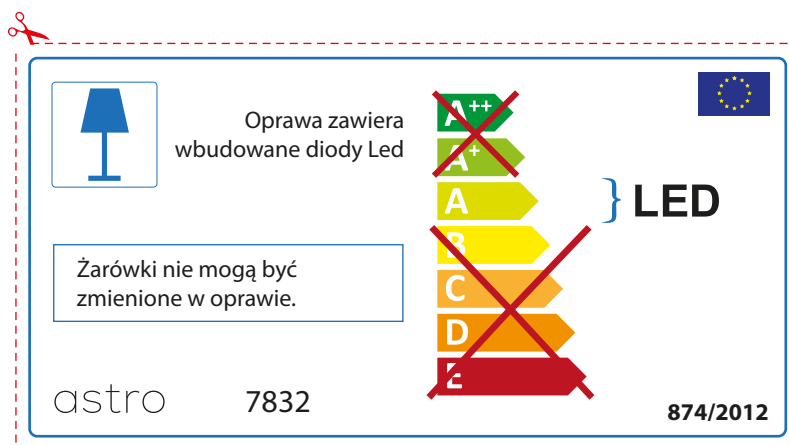 Oprawa zawiera
wbudowane diody Led
A++
A+
A
B
C
D
E
LED
Żarówki nie mogą być
zmienione w oprawie.
astro
7832
874/2012